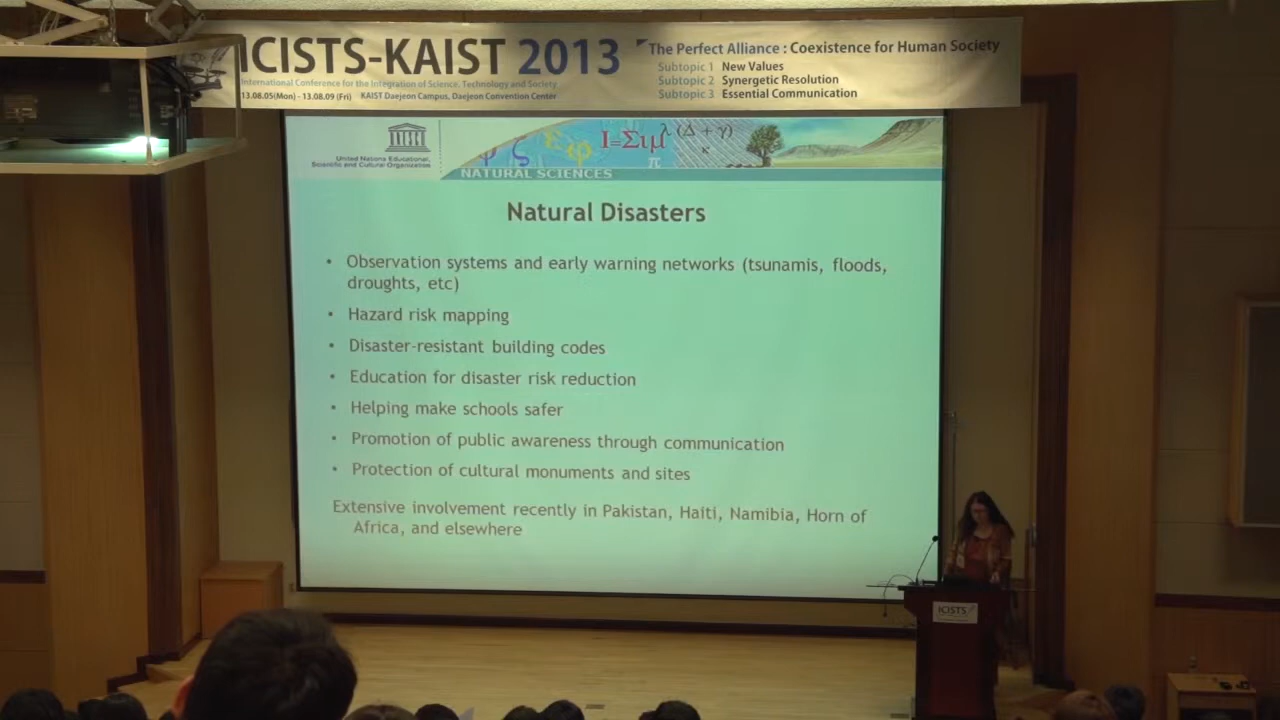 ICISTS-KAIST 2013
International Conference for the Integration of Science, Technology and Society
13.08.05(Mon) - 13.08.09 (Fri) KAIST Daejeon Campus, Daejeon Convention Center
The Perfect Alliance : Coexistence for Human Society
Subtopic 1 New Values
Subtopic 2 Synergetic Resolution
Subtopic 3 Essential Communication
United Nations Educational,
Scientific and Cultural Organization
I=Σιμλ(Δ+γ)
κ
π
ψ ς ξ φ
NATURAL SCIENCES
Natural Disasters
• Observation systems and early warning networks (tsunamis, floods,
droughts, etc)
• Hazard risk mapping
• Disaster-resistant building codes
• Education for disaster risk reduction
• Helping make schools safer
• Promotion of public awareness through communication
• Protection of cultural monuments and sites
Extensive involvement recently in Pakistan, Haiti, Namibia, Horn of
Africa, and elsewhere
ICISTS